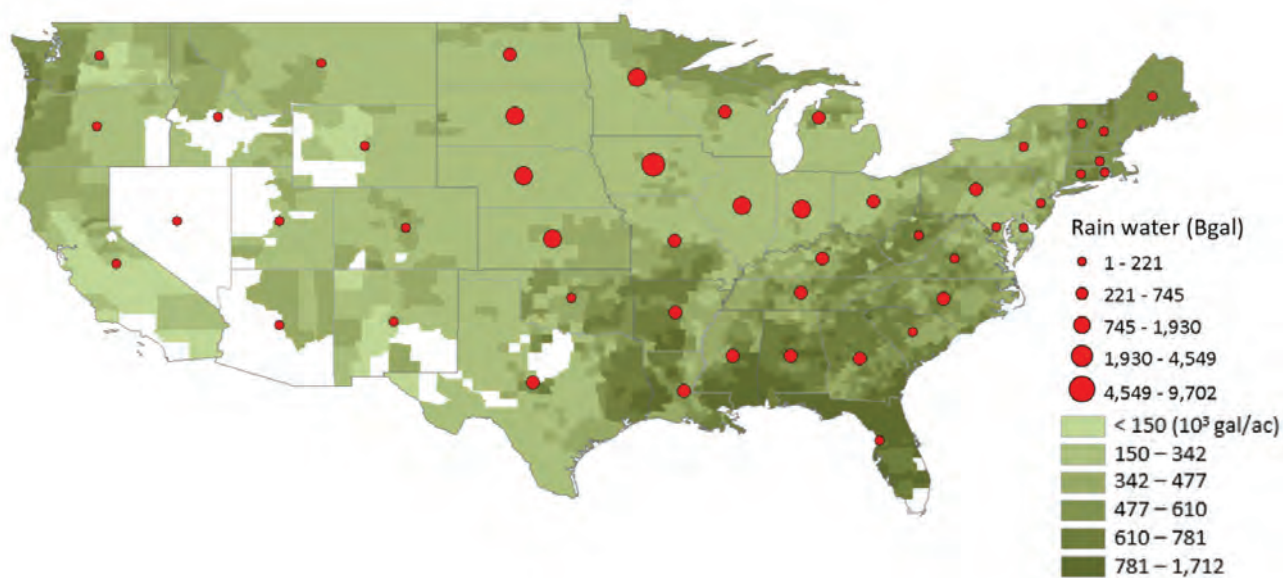 Rain water (Bgal)
1 - 221
221 - 745
745 - 1,930
1,930 - 4,549
4,549 - 9,702
< 150 (10³ gal/ac)
150 – 342
342 – 477
477 – 610
610 – 781
781 – 1,712